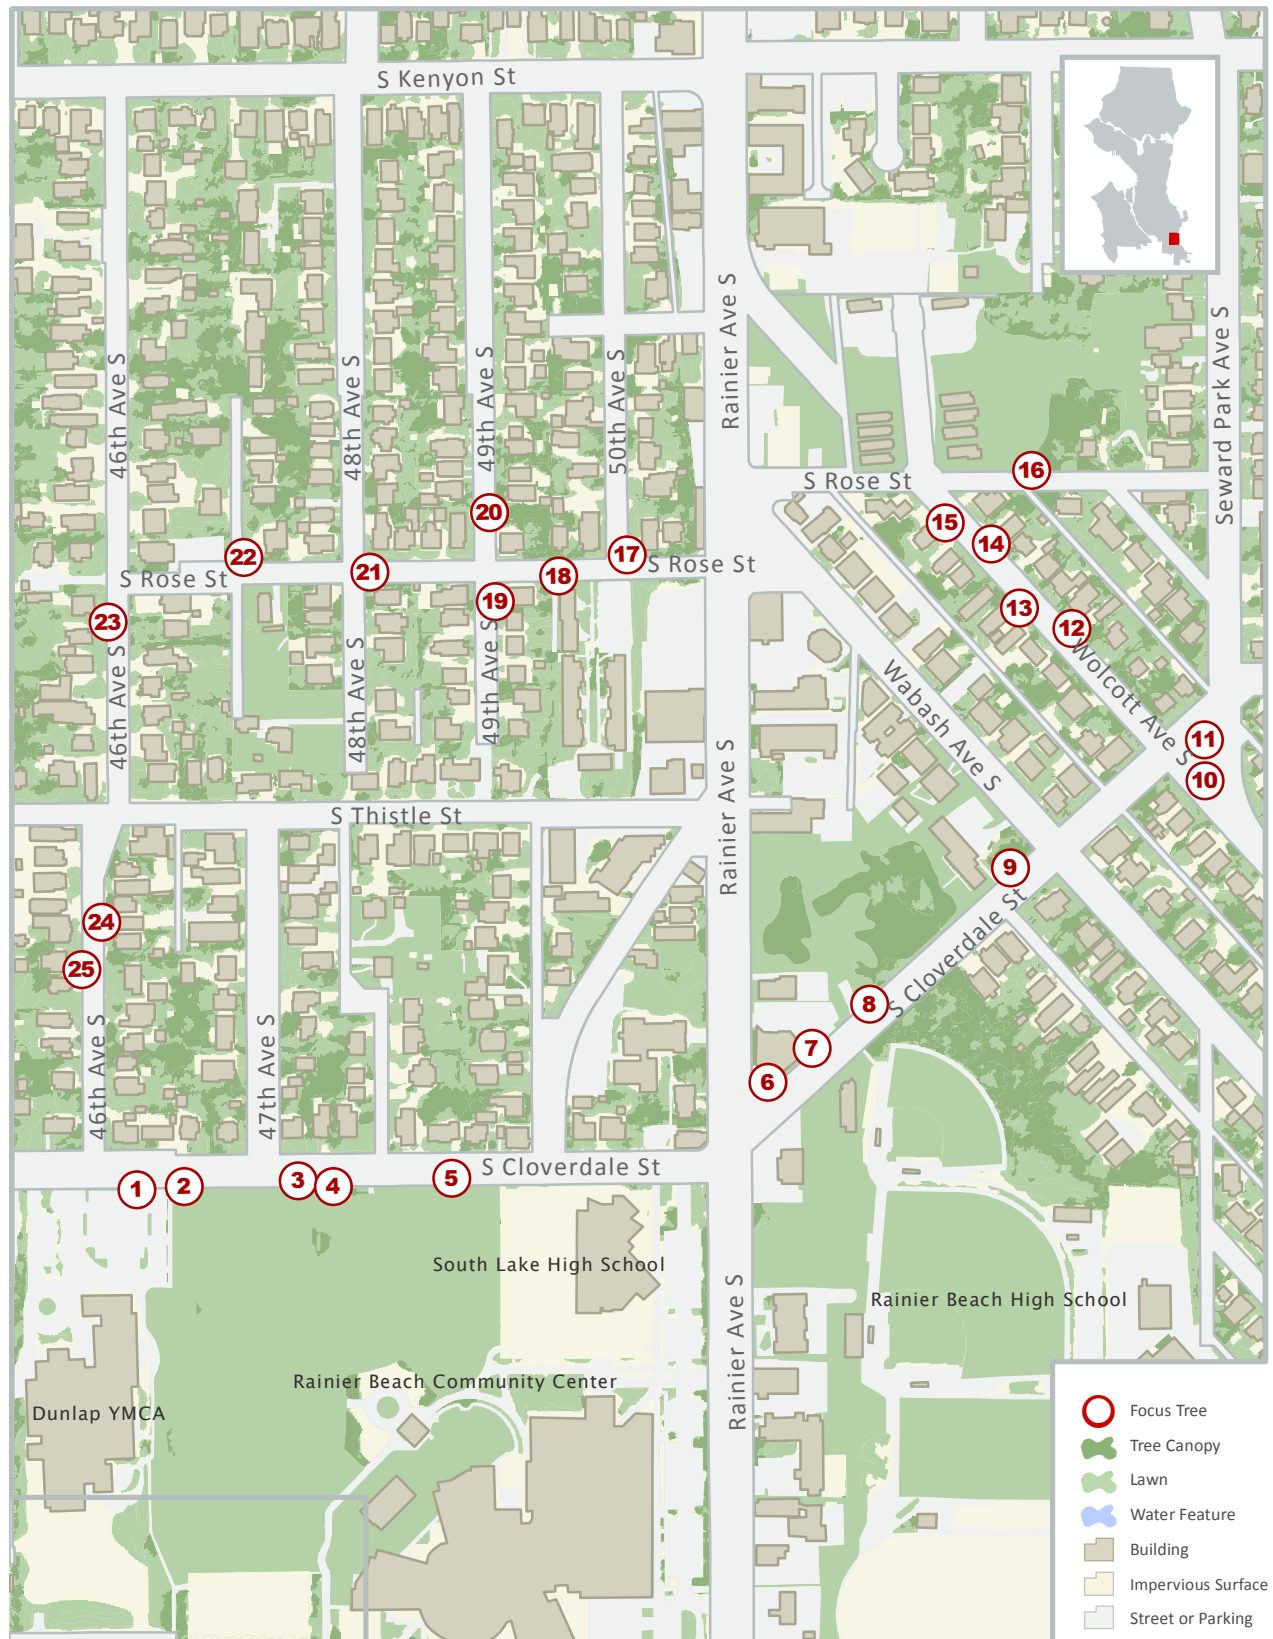 S Kenyon St
Rainier Ave S
Seward Park Ave S
46th Ave S
48th Ave S
49th Ave S
50th Ave S
16
S Rose St
20
15
14
17
22
21
18
S Rose St
S Rose St
19
13
12
23
46th Ave S
48th Ave S
49th Ave S
Wolcott Ave S
Wabash Ave S
11
10
Rainier Ave S
S Thistle St
9
24
25
S Cloverdale St
8
7
6
46th Ave S
47th Ave S
S Cloverdale St
1
2
3
4
5
South Lake High School
Rainier Ave S
Rainier Beach High School
Rainier Beach Community Center
Dunlap YMCA
Focus Tree
Tree Canopy
Lawn
Water Feature
Building
Impervious Surface
Street or Parking